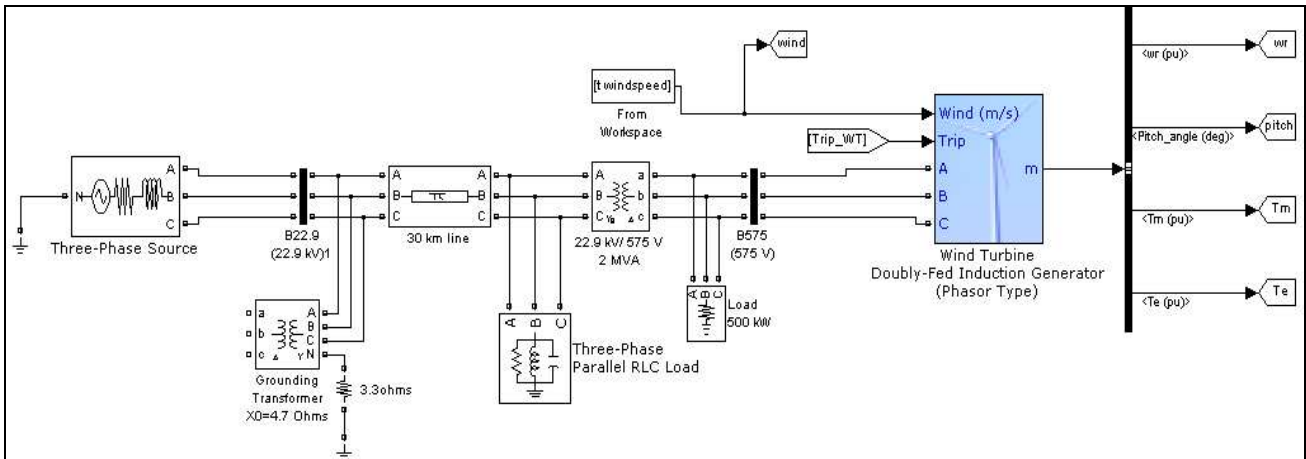 wind
wr
<wr (pu)>
[t windspeed]
From
Workspace
Wind (m/s)
[Trip_WT]
Trip
pitch
<Pitch_angle (deg)>
m
A
B
C
N
A
B
C
A
B
C
A
B
C
A
B
C
Yg
Δ
a
b
c
Three-Phase Source
B22.9
(22.9 kV)1
30 km line
22.9 kV/ 575 V
2 MVA
B575
(575 V)
Wind Turbine
Doubly-Fed Induction Generator
(Phasor Type)
Tm
<Tm (pu)>
Te
<Te (pu)>
A B C
Load
500 kW
a
b
c
A
B
C
N
Δ
Y
A B C
Three-Phase
Parallel RLC Load
Grounding
Transformer
X0=4.7 Ohms
3.3ohms